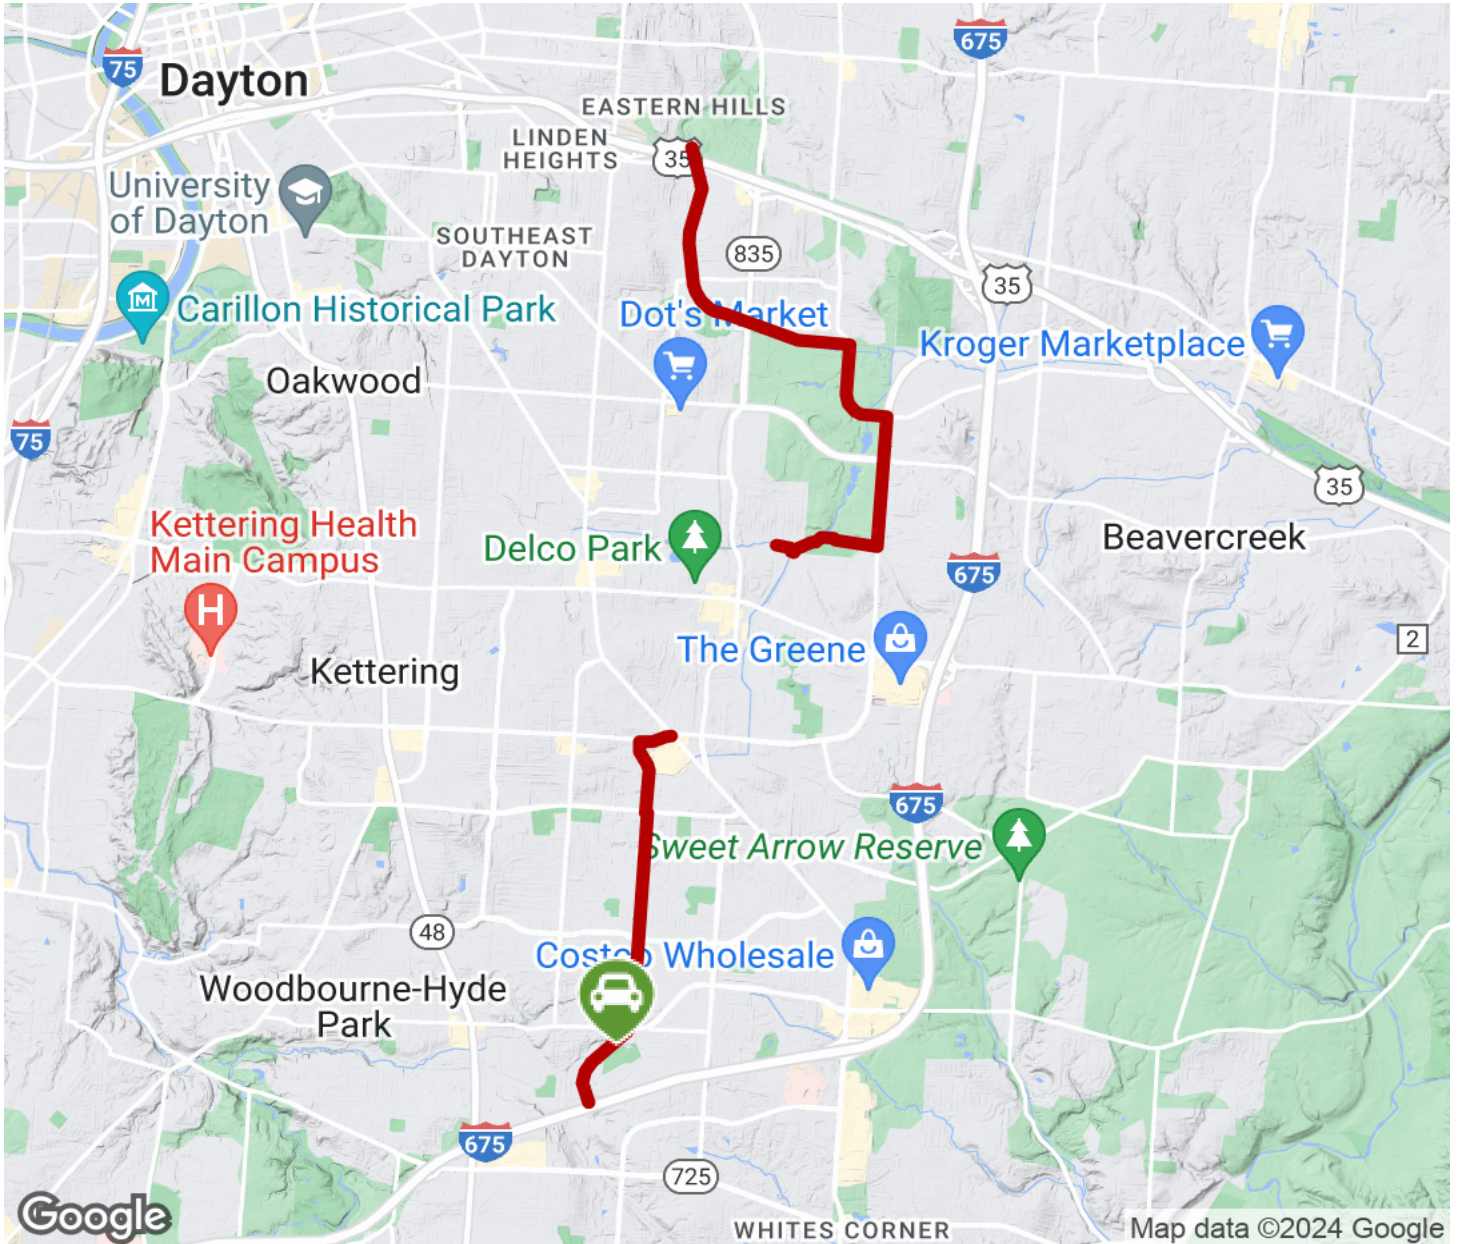 675
75
Dayton
EASTERN HILLS
LINDEN
HEIGHTS
35
University
of Dayton
SOUTHEAST
DAYTON
835
35
Carillon Historical Park
Dot's Market
Kroger Marketplace
Oakwood
75
35
Kettering Health
Main Campus
Delco Park
Beavercreek
675
H
2
The Greene
Kettering
675
Sweet Arrow Reserve
48
Costco Wholesale
Woodbourne-Hyde
Park
675
725
Google
WHITES CORNER
Map data ©2024 Google